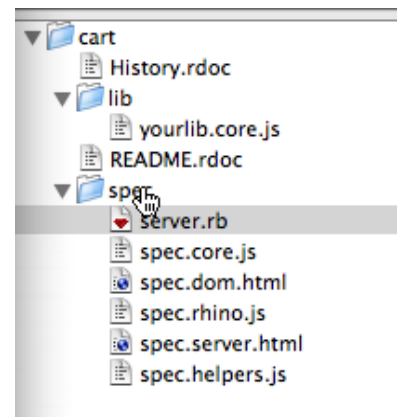 cart
History.rdoc
lib
yourlib.core.js
README.rdoc
spec
server.rb
spec.core.js
spec.dom.html
spec.rhino.js
spec.server.html
spec.helpers.js